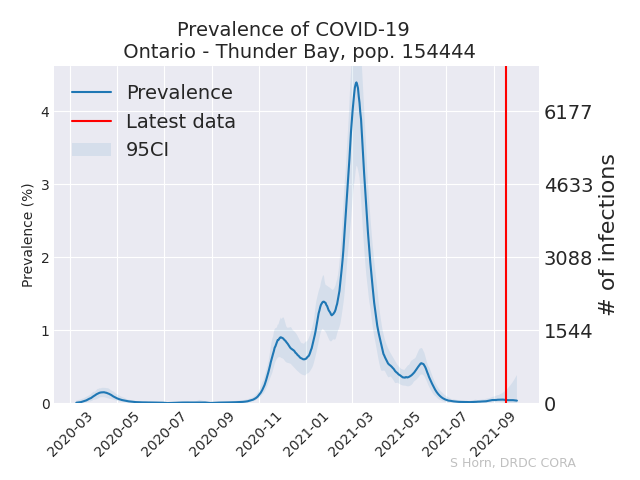 Prevalence of COVID-19
Ontario - Thunder Bay, pop. 154444
Prevalence
Latest data
95CI
Prevalence (%)
4
3
2
1
0
6177
4633
3088
1544
0
# of infections
2020-03
2020-05
2020-07
2020-09
2020-11
2021-01
2021-03
2021-05
2021-07
2021-09
S Horn, DRDC CORA